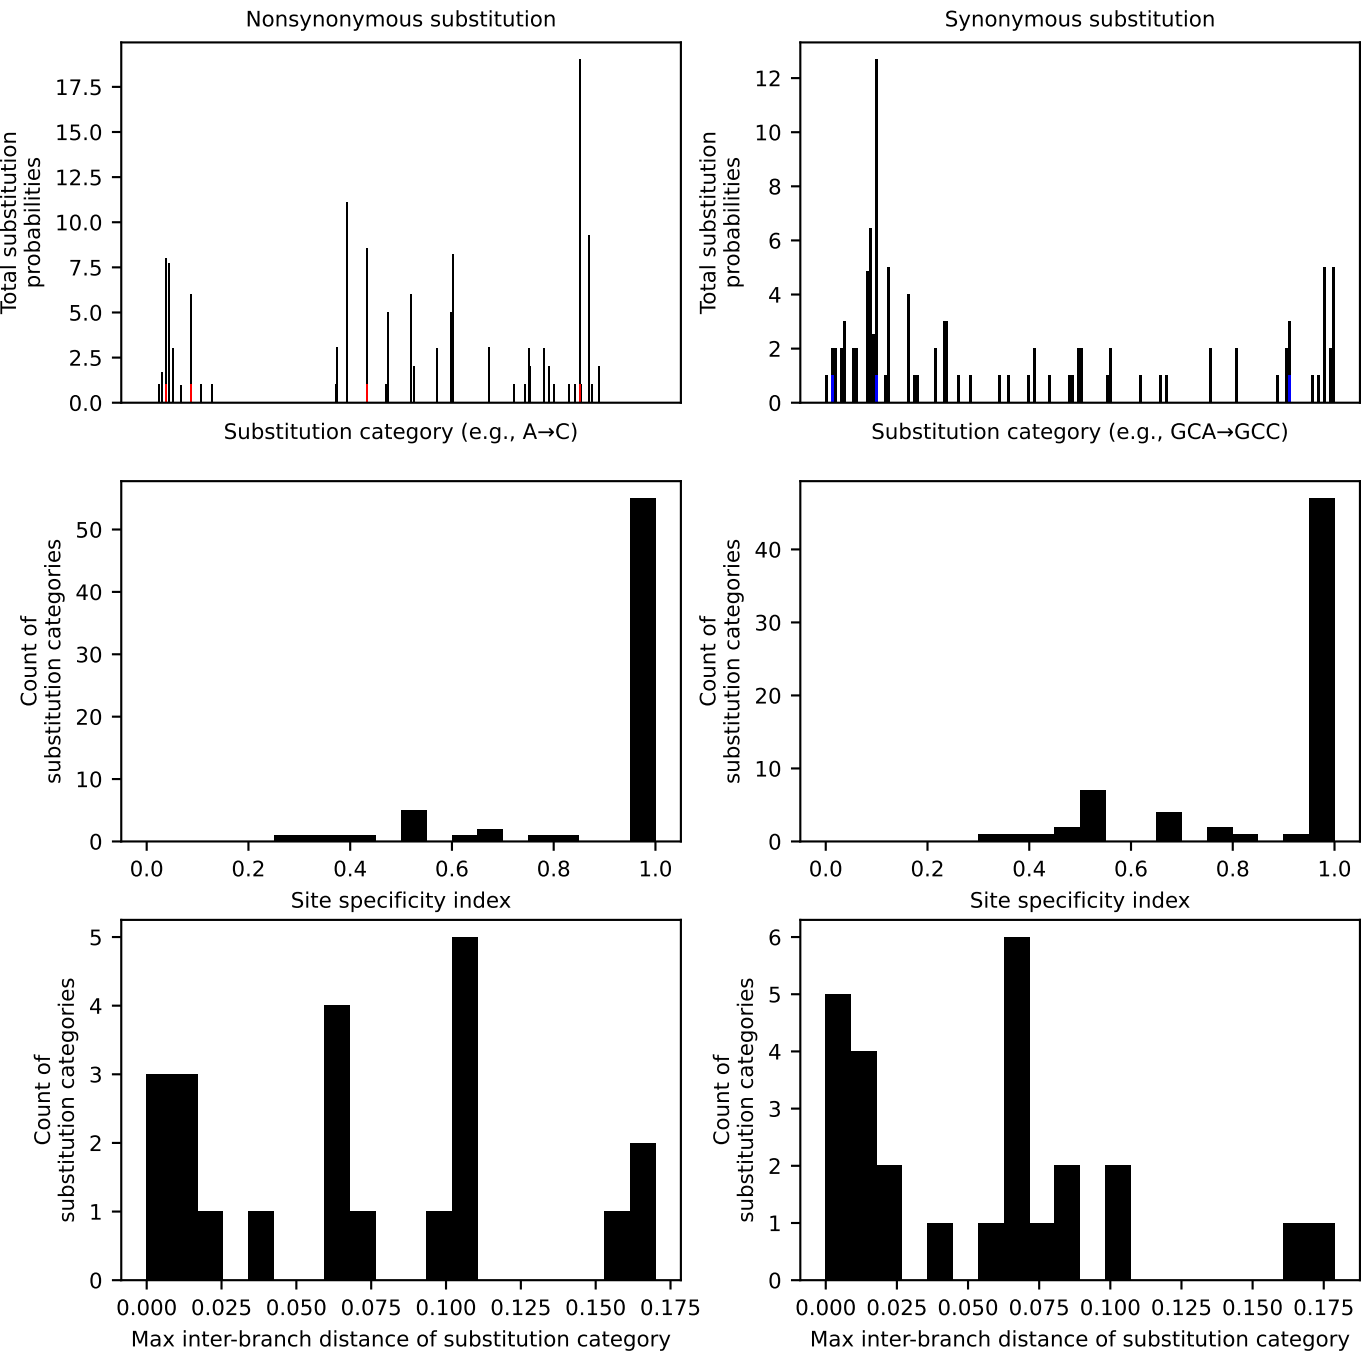 Nonsynonymous substitution
Total substitution
probabilities
17.5
15.0
12.5
10.0
7.5
5.0
2.5
0.0
Substitution category (e.g., A→C)
Synonymous substitution
Total substitution
probabilities
12
10
8
6
4
2
0
Substitution category (e.g., GCA→GCC)
Count of
substitution categories
50
40
30
20
10
0
0.0 0.2 0.4 0.6 0.8 1.0
Site specificity index
Count of
substitution categories
40
30
20
10
0
0.0 0.2 0.4 0.6 0.8 1.0
Site specificity index
Count of
substitution categories
5
4
3
2
1
0
0.000 0.025 0.050 0.075 0.100 0.125 0.150 0.175
Max inter-branch distance of substitution category
Count of
substitution categories
6
5
4
3
2
1
0
0.000 0.025 0.050 0.075 0.100 0.125 0.150 0.175
Max inter-branch distance of substitution category